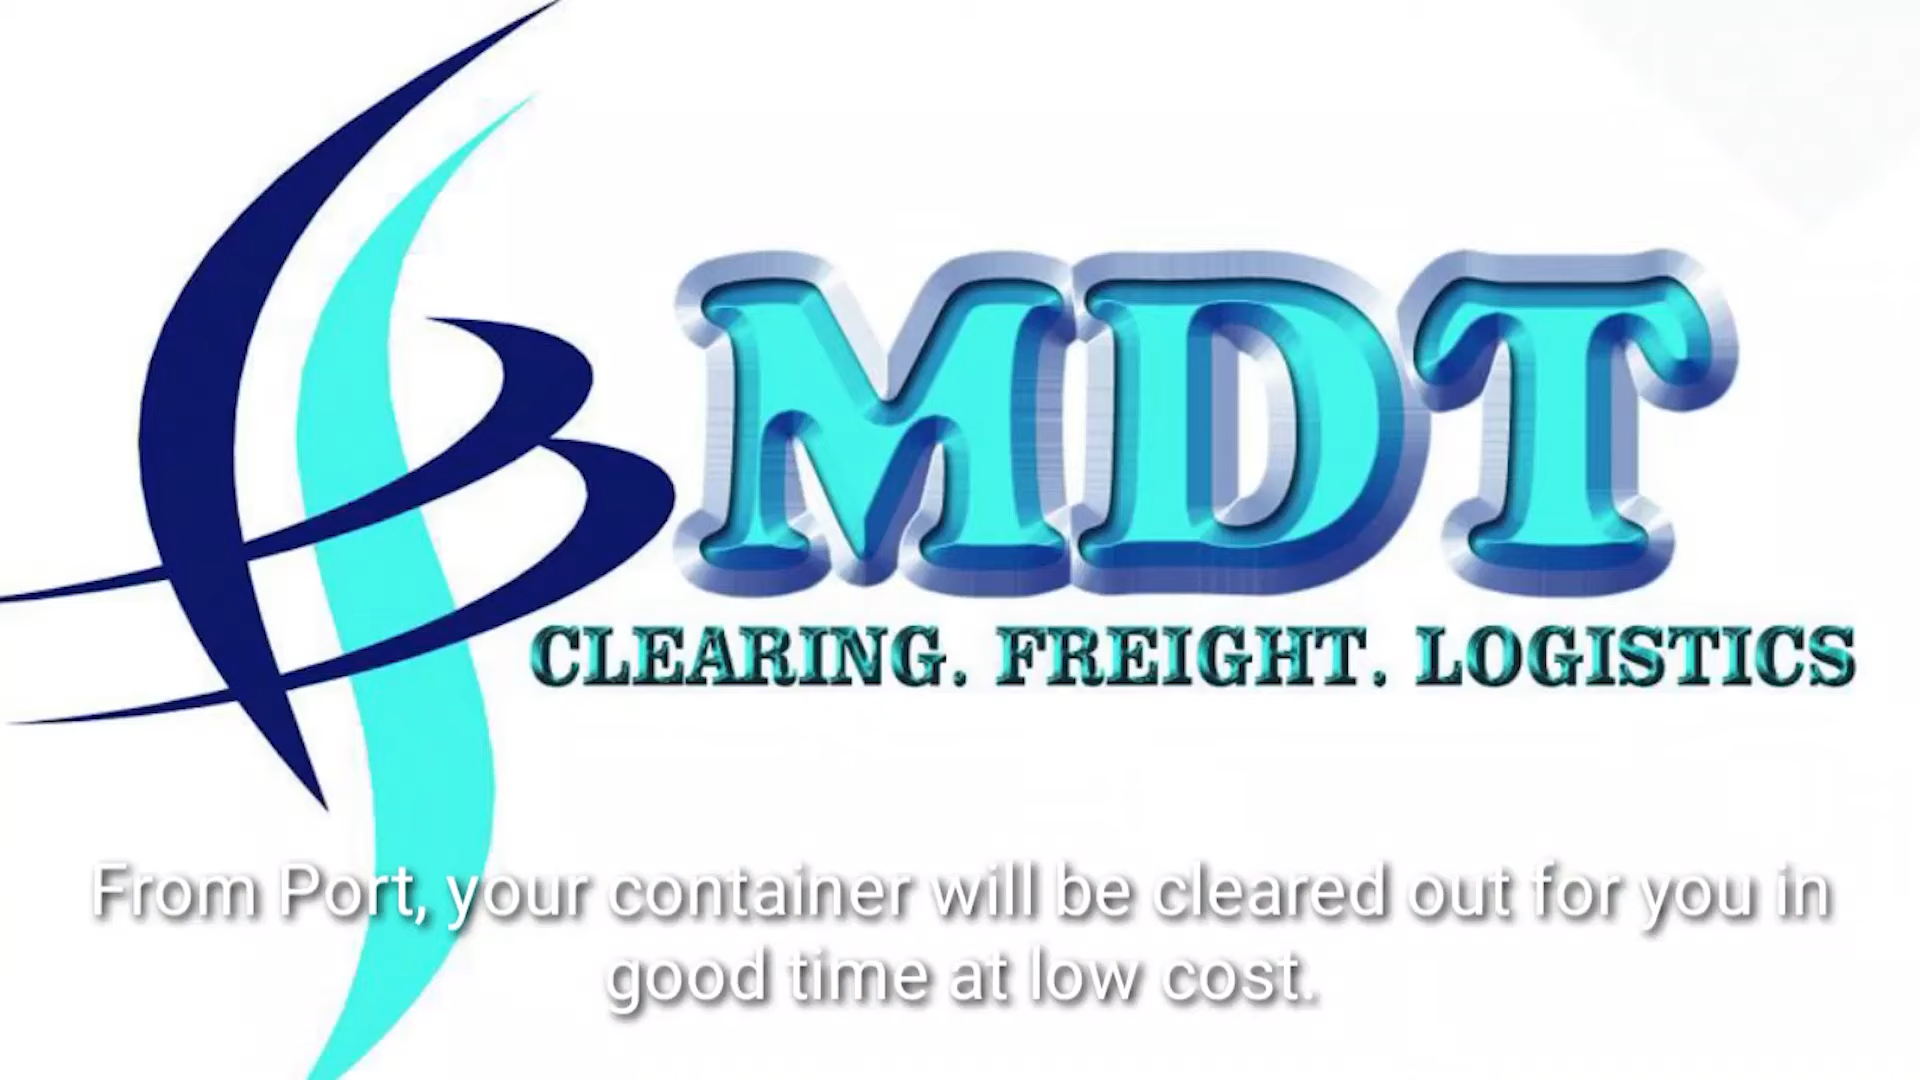 MDT
CLEARING. FREIGHT. LOGISTICS
From Port, your container will be cleared out for you in
good time at low cost.